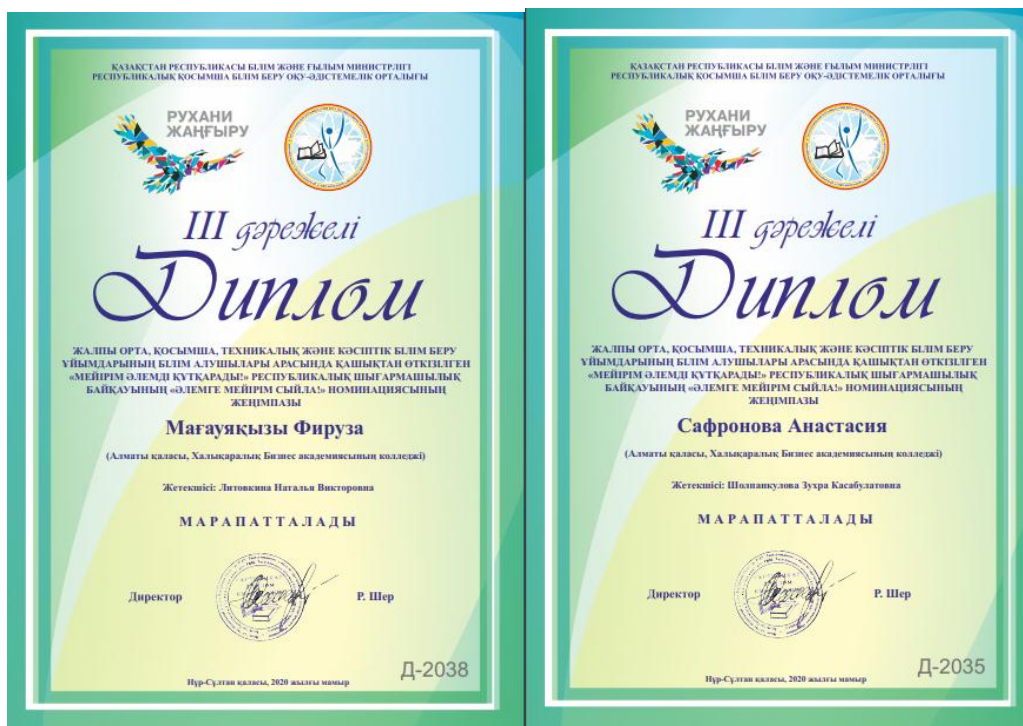 ҚАЗАҚСТАН РЕСПУБЛИКАСЫ БІЛІМ ЖӘНЕ ҒЫЛЫМ МИНИСТРЛІГІ
РЕСПУБЛИКАЛЫҚ ҚОСЫМША БІЛІМ БЕРУ ОҚУ-ӘДІСТЕМЕЛІК ОРТАЛЫҒЫ
РУХАНИ
ЖАҢҒЫРУ
III дәрежелі
Диплом
ЖАЛПЫ ОРТА, ҚОСЫМША, ТЕХНИКАЛЫҚ ЖӘНЕ КӘСІПТІК БІЛІМ БЕРУ
ҰЙЫМДАРЫНЫҢ БІЛІМ АЛУШЫЛАРЫ АРАСЫНДА ҚАШЫҚТАН ӨТКІЗІЛГЕН
«МЕЙІРІМ ӘЛЕМДІ ҚҰТҚАРАДЫ!» РЕСПУБЛИКАЛЫҚ ШЫҒАРМАШЫЛЫҚ
БАЙҚАУЫНЫҢ «ӘЛЕМГЕ МЕЙІРІМ СЫЙЛА!» НОМИНАЦИЯСЫНЫҢ
ЖЕҢІМПАЗЫ
Мағауяқызы Фируза
(Алматы қаласы, Халықаралық Бизнес академиясының колледжі)
Жетекшісі: Литовкина Наталья Викторовна
МАРАПАТТАЛАДЫ
Директор Р. Шер
Д-2038
Нұр-Сұлтан қаласы, 2020 жылғы мамыр
ҚАЗАҚСТАН РЕСПУБЛИКАСЫ БІЛІМ ЖӘНЕ ҒЫЛЫМ МИНИСТРЛІГІ
РЕСПУБЛИКАЛЫҚ ҚОСЫМША БІЛІМ БЕРУ ОҚУ-ӘДІСТЕМЕЛІК ОРТАЛЫҒЫ
РУХАНИ
ЖАҢҒЫРУ
III дәрежелі
Диплом
ЖАЛПЫ ОРТА, ҚОСЫМША, ТЕХНИКАЛЫҚ ЖӘНЕ КӘСІПТІК БІЛІМ БЕРУ
ҰЙЫМДАРЫНЫҢ БІЛІМ АЛУШЫЛАРЫ АРАСЫНДА ҚАШЫҚТАН ӨТКІЗІЛГЕН
«МЕЙІРІМ ӘЛЕМДІ ҚҰТҚАРАДЫ!» РЕСПУБЛИКАЛЫҚ ШЫҒАРМАШЫЛЫҚ
БАЙҚАУЫНЫҢ «ӘЛЕМГЕ МЕЙІРІМ СЫЙЛА!» НОМИНАЦИЯСЫНЫҢ
ЖЕҢІМПАЗЫ
Сафронова Анастасия
(Алматы қаласы, Халықаралық Бизнес академиясының колледжі)
Жетекшісі: Шолпанкулова Зухра Касабулатовна
МАРАПАТТАЛАДЫ
Директор Р. Шер
Д-2035
Нұр-Сұлтан қаласы, 2020 жылғы мамыр